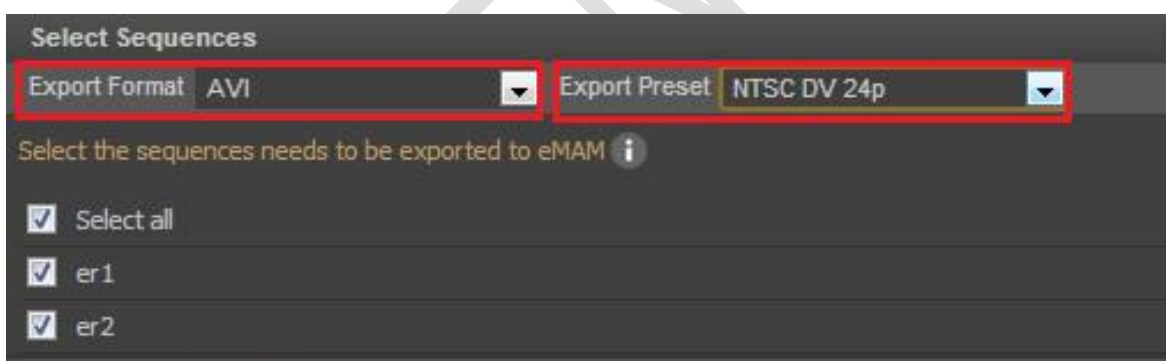 Select Sequences
Export Format AVI Export Preset NTSC DV 24p
Select the sequences needs to be exported to eMAM i
Select all
er1
er2